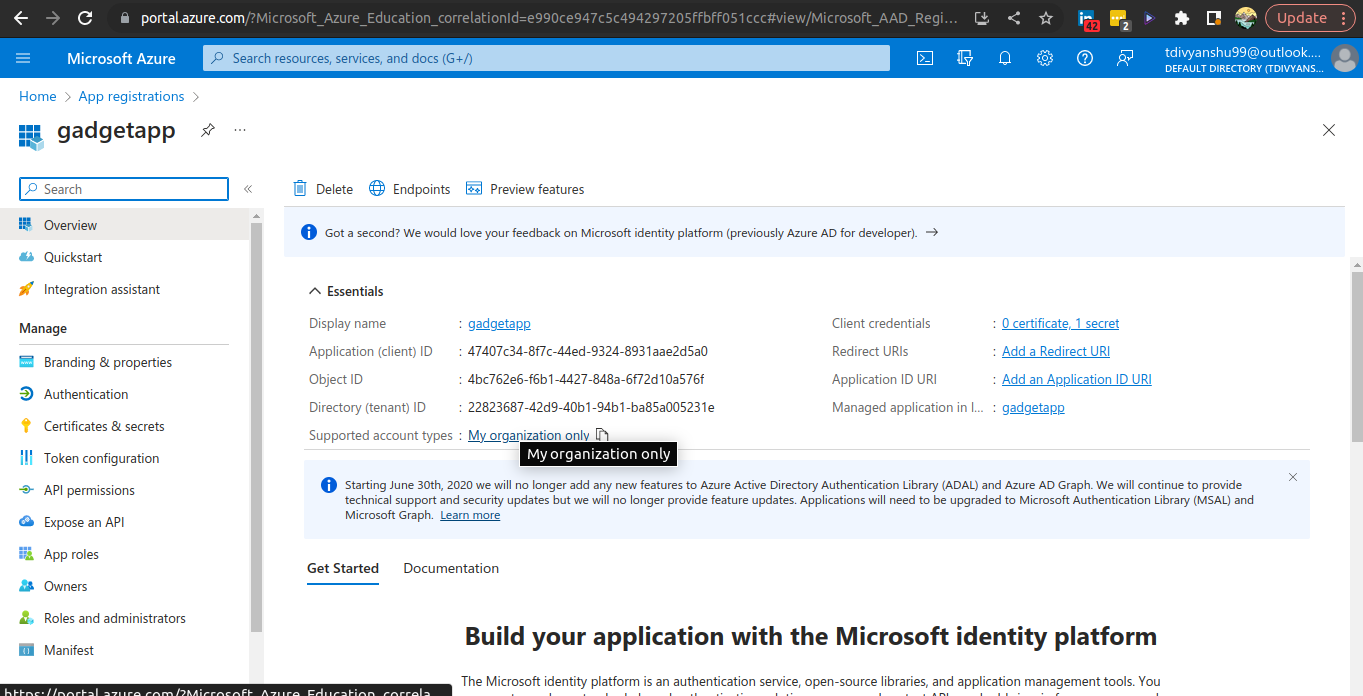 portal.azure.com/?Microsoft_Azure_Education_correlationId=e990ce947c5c494297205ffbff051ccc#view/Microsoft_AAD_Regi...
42
2
Update
Microsoft Azure
Search resources, services, and docs (G+/)
tdivyanshu99@outlook....
DEFAULT DIRECTORY (TDIVYANS...
Home > App registrations >
gadgetapp
...
Search
«
Delete
Endpoints
Preview features
Got a second? We would love your feedback on Microsoft identity platform (previously Azure AD for developer). →
Overview
Quickstart
Integration assistant
Manage
Branding & properties
Authentication
Certificates & secrets
Token configuration
API permissions
Expose an API
App roles
Owners
Roles and administrators
Manifest
Essentials
Display name : gadgetapp
Application (client) ID : 47407c34-8f7c-44ed-9324-8931aae2d5a0
Object ID : 4bc762e6-f6b1-4427-848a-6f72d10a576f
Directory (tenant) ID : 22823687-42d9-40b1-94b1-ba85a005231e
Supported account types : My organization only
My organization only
Client credentials : 0 certificate, 1 secret
Redirect URIs : Add a Redirect URI
Application ID URI : Add an Application ID URI
Managed application in l... : gadgetapp
Starting June 30th, 2020 we will no longer add any new features to Azure Active Directory Authentication Library (ADAL) and Azure AD Graph. We will continue to provide
technical support and security updates but we will no longer provide feature updates. Applications will need to be upgraded to Microsoft Authentication Library (MSAL) and
Microsoft Graph. Learn more
Get Started
Documentation
Build your application with the Microsoft identity platform
The Microsoft identity platform is an authentication service, open-source libraries, and application management tools. You
https://portal.azure.com/?Microsoft_Azure_Education_correla...